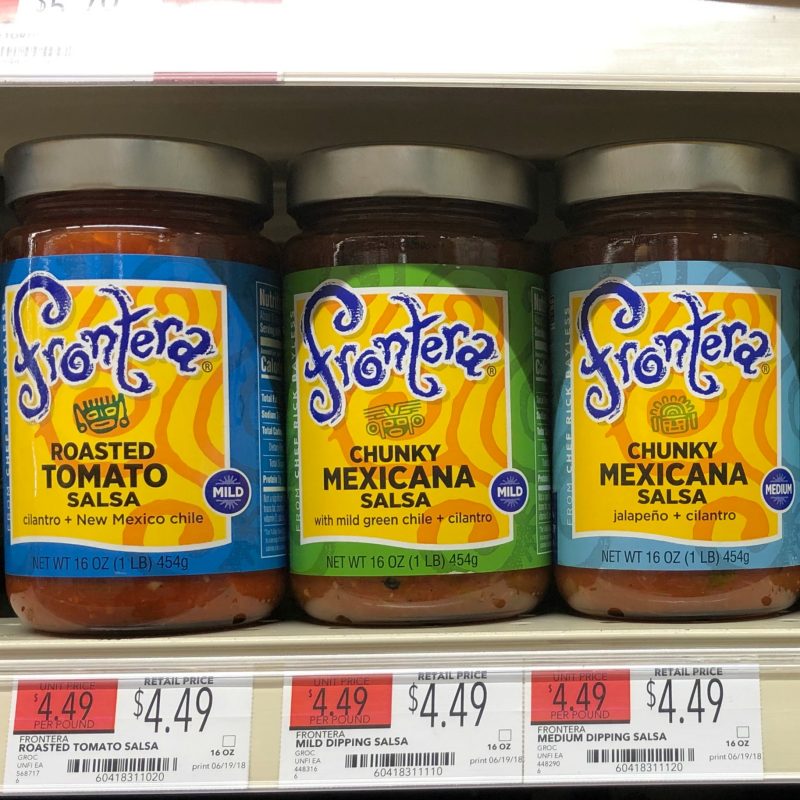 frontera®
ROASTED
TOMATO
SALSA
cilantro + New Mexico chile
MILD
NET WT 16 OZ (1 LB) 454g
FROM CHEF RICK BAYLESS
frontera®
CHUNKY
MEXICANA
SALSA
with mild green chile + cilantro
MILD
NET WT 16 OZ (1 LB) 454g
FROM CHEF RICK BAYLESS
frontera®
CHUNKY
MEXICANA
SALSA
jalapeño + cilantro
MEDIUM
NET WT 16 OZ (1 LB) 454g
UNIT PRICE
$4.49
PER POUND
RETAIL PRICE
$4.49
FRONTERA
ROASTED TOMATO SALSA
16 OZ
GROC
UNFI EA
568717
6
60418311020
print 06/19/18
UNIT PRICE
$4.49
PER POUND
RETAIL PRICE
$4.49
FRONTERA
MILD DIPPING SALSA
16 OZ
GROC
UNFI EA
448316
6
60418311110
print 06/19/18
UNIT PRICE
$4.49
PER POUND
RETAIL PRICE
$4.49
FRONTERA
MEDIUM DIPPING SALSA
16 OZ
GROC
UNFI EA
448290
6
60418311120
print 06/19/18